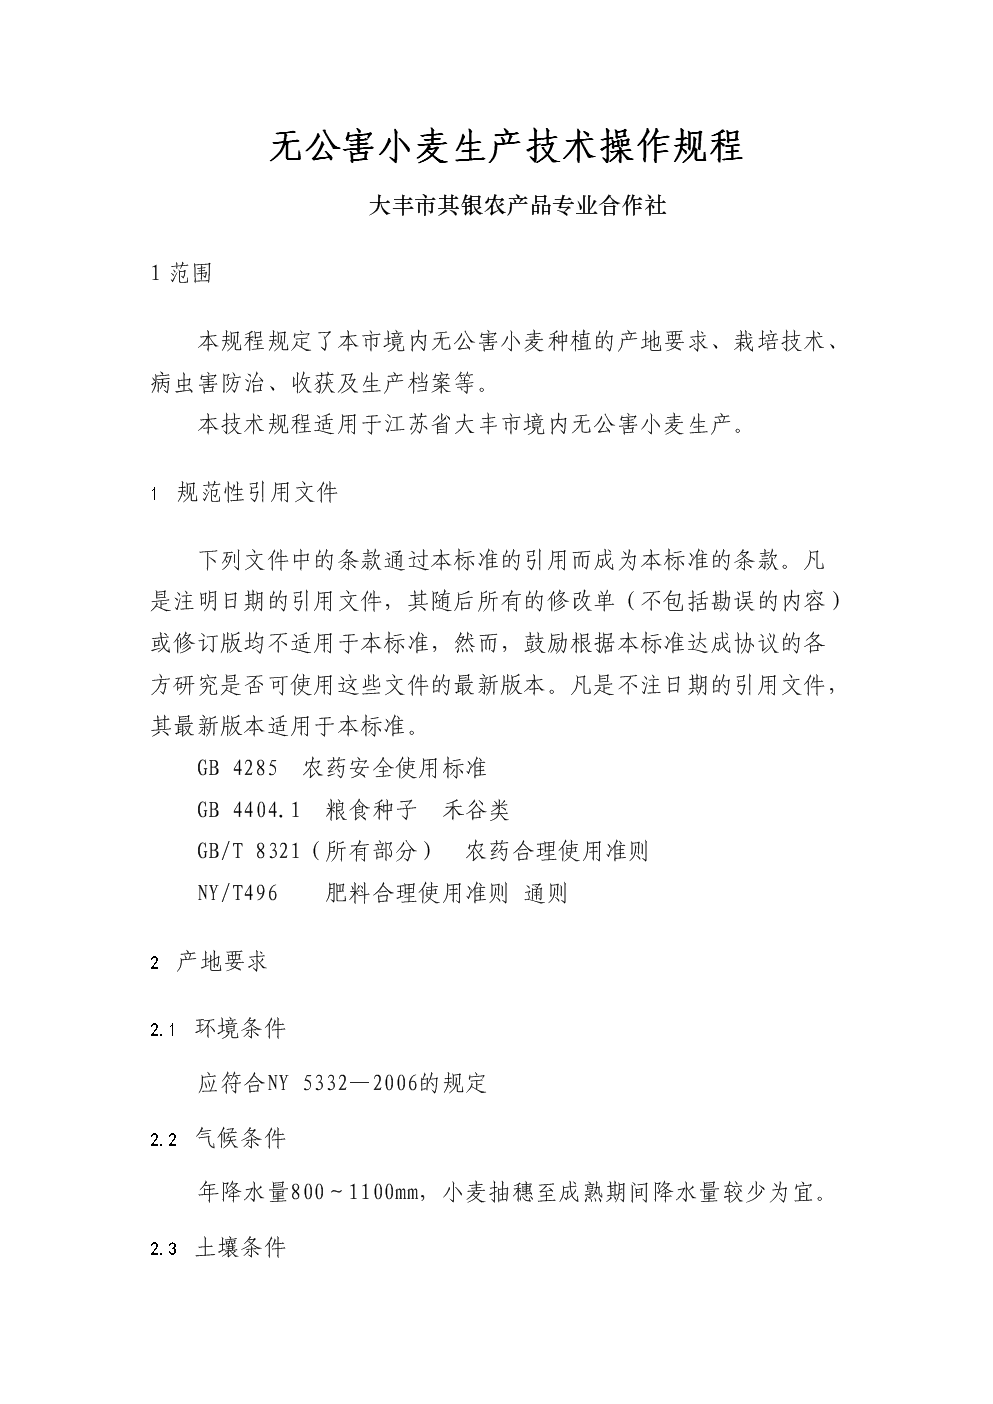 无公害小麦生产技术操作规程
大丰市其银农产品专业合作社
1 范围
本规程规定了本市境内无公害小麦种植的产地要求、栽培技术、
病虫害防治、收获及生产档案等。
本技术规程适用于江苏省大丰市境内无公害小麦生产。
1 规范性引用文件
下列文件中的条款通过本标准的引用而成为本标准的条款。凡
是注明日期的引用文件，其随后所有的修改单（不包括勘误的内容）
或修订版均不适用于本标准，然而，鼓励根据本标准达成协议的各
方研究是否可使用这些文件的最新版本。凡是不注日期的引用文件，
其最新版本适用于本标准。
GB 4285 农药安全使用标准
GB 4404.1 粮食种子 禾谷类
GB/T 8321（所有部分） 农药合理使用准则
NY/T496 肥料合理使用准则 通则
2 产地要求
2.1 环境条件
应符合NY 5332—2006的规定
2.2 气候条件
年降水量800～1100mm，小麦抽穗至成熟期间降水量较少为宜。
2.3 土壤条件